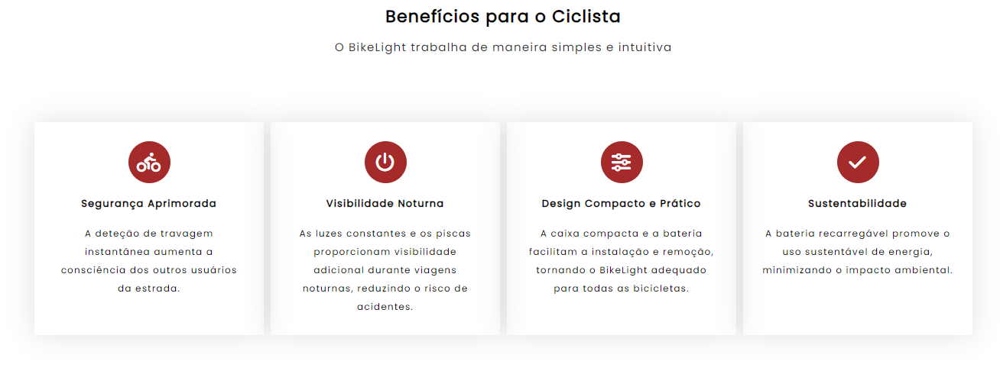 Benefícios para o Ciclista
O BikeLight trabalha de maneira simples e intuitiva
Segurança Aprimorada
A deteção de travagem
instantânea aumenta a
consciência dos outros usuários
da estrada.
Visibilidade Noturna
As luzes constantes e os piscas
proporcionam visibilidade
adicional durante viagens
noturnas, reduzindo o risco de
acidentes.
Design Compacto e Prático
A caixa compacta e a bateria
facilitam a instalação e remoção,
tornando o BikeLight adequado
para todas as bicicletas.
Sustentabilidade
A bateria recarregável promove o
uso sustentável de energia,
minimizando o impacto ambiental.